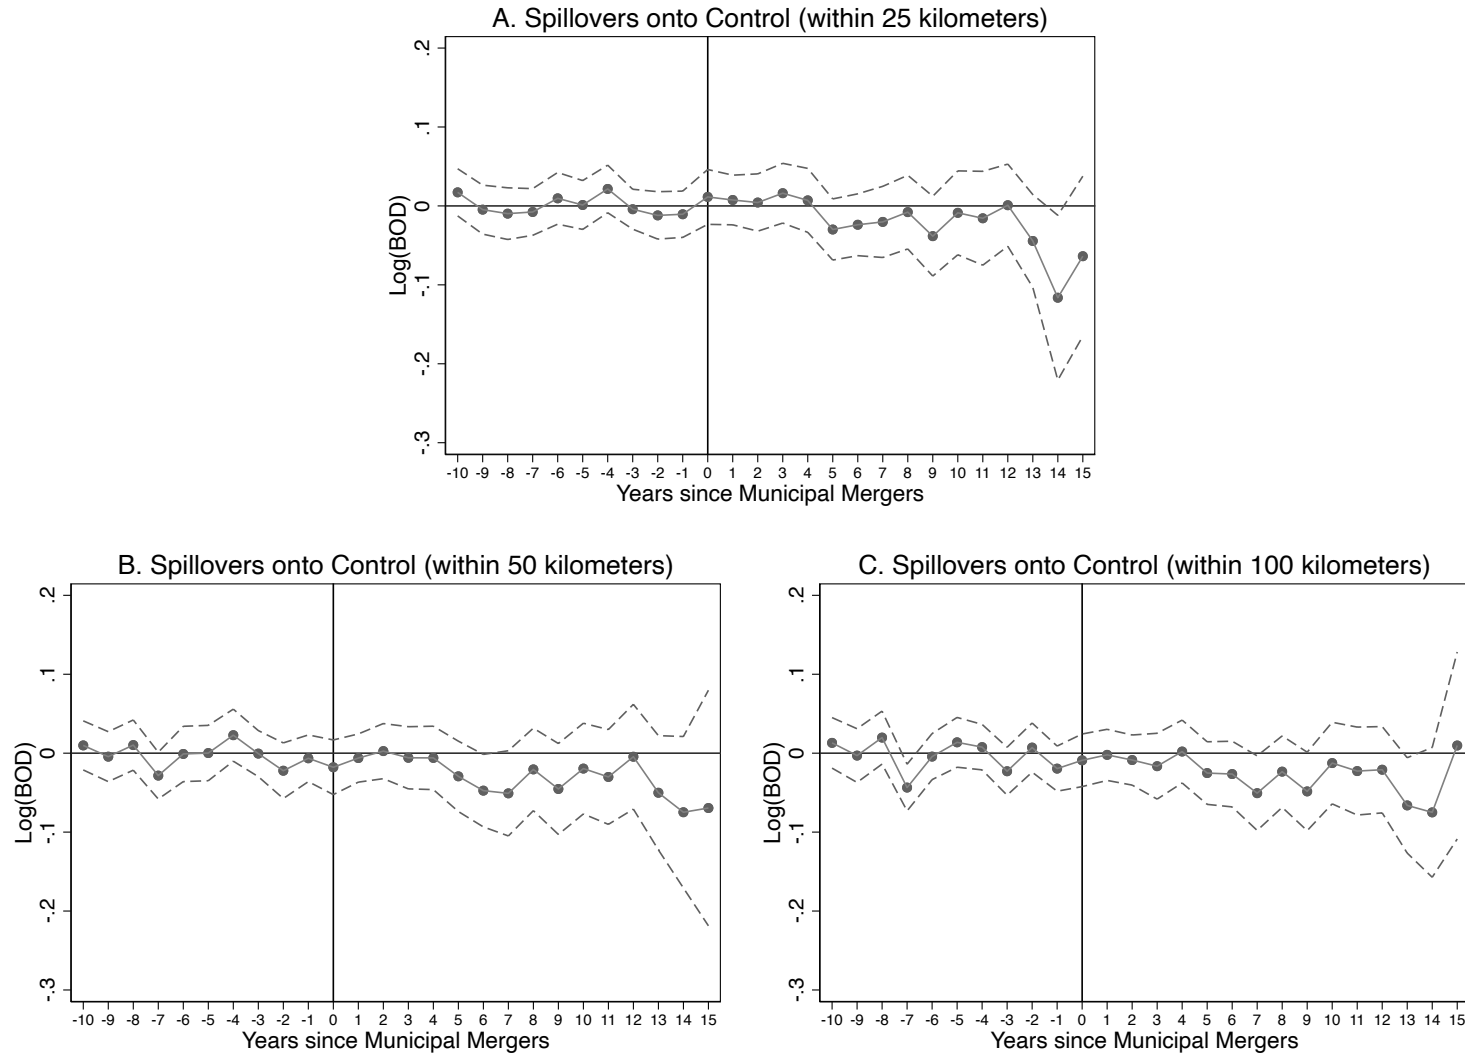 A. Spillovers onto Control (within 25 kilometers)
Log(BOD)
.2
.1
0
-.1
-.2
-.3
-10 -9 -8 -7 -6 -5 -4 -3 -2 -1 0 1 2 3 4 5 6 7 8 9 10 11 12 13 14 15
Years since Municipal Mergers
B. Spillovers onto Control (within 50 kilometers)
Log(BOD)
.2
.1
0
-.1
-.2
-.3
-10 -9 -8 -7 -6 -5 -4 -3 -2 -1 0 1 2 3 4 5 6 7 8 9 10 11 12 13 14 15
Years since Municipal Mergers
C. Spillovers onto Control (within 100 kilometers)
Log(BOD)
.2
.1
0
-.1
-.2
-.3
-10 -9 -8 -7 -6 -5 -4 -3 -2 -1 0 1 2 3 4 5 6 7 8 9 10 11 12 13 14 15
Years since Municipal Mergers